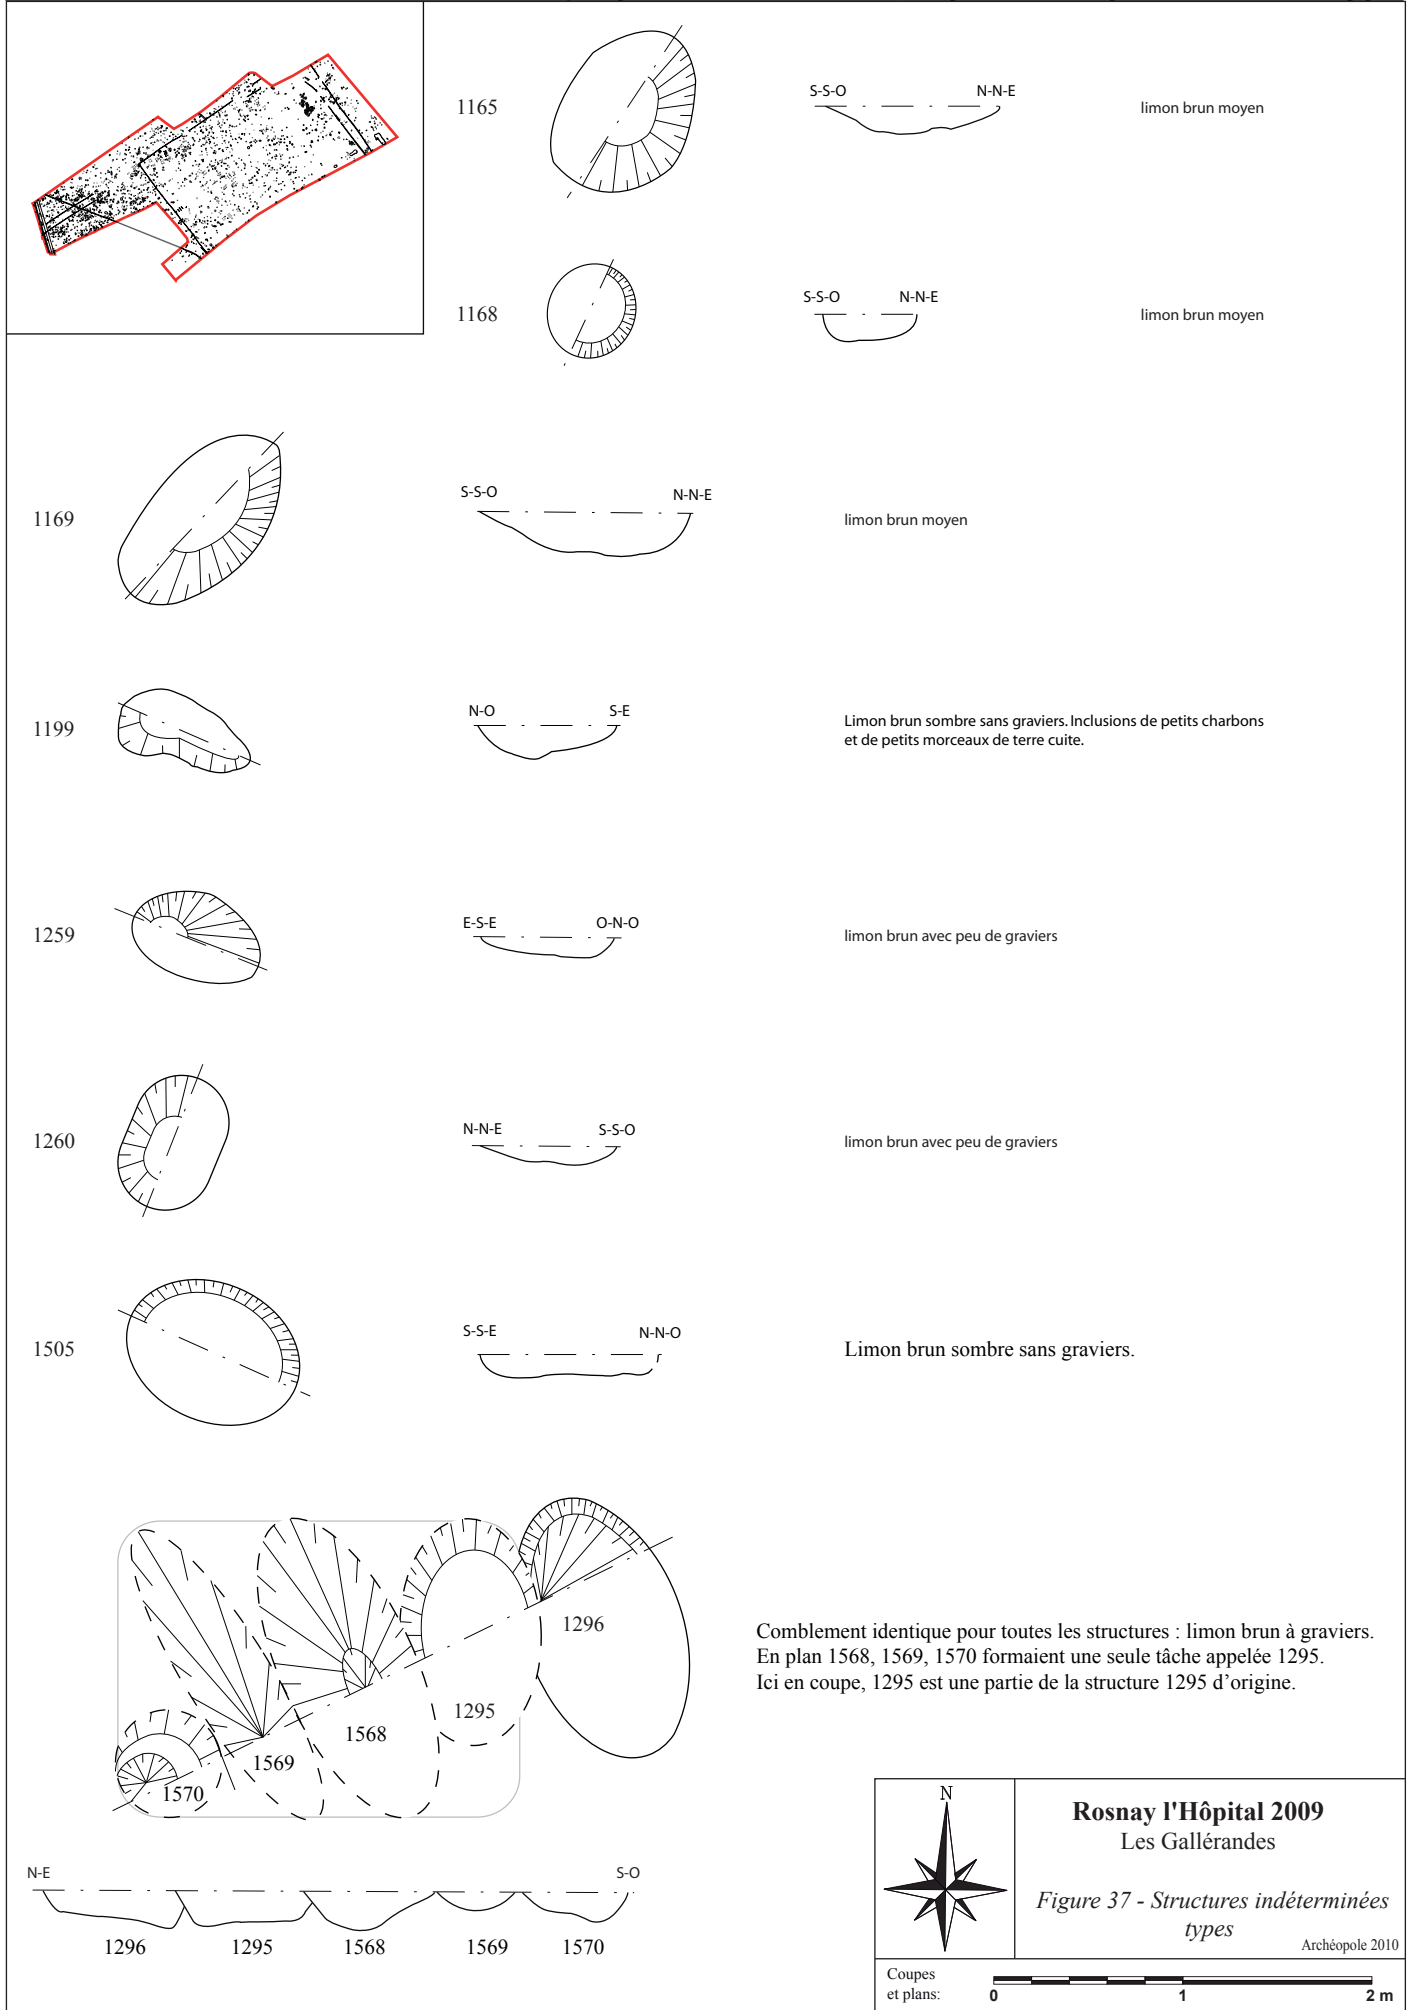 1165
S-S-O
N-N-E
limon brun moyen
1168
S-S-O
N-N-E
limon brun moyen
1169
S-S-O
N-N-E
limon brun moyen
1199
N-O
S-E
Limon brun sombre sans graviers. Inclusions de petits charbons
et de petits morceaux de terre cuite.
1259
E-S-E
O-N-O
limon brun avec peu de graviers
1260
N-N-E
S-S-O
limon brun avec peu de graviers
1505
S-S-E
N-N-O
Limon brun sombre sans graviers.
1296
1295
1568
1569
1570
Comblement identique pour toutes les structures : limon brun à graviers.
En plan 1568, 1569, 1570 formaient une seule tâche appelée 1295.
Ici en coupe, 1295 est une partie de la structure 1295 d’origine.
N-E
S-O
1296
1295
1568
1569
1570
N
Rosnay l'Hôpital 2009
Les Gallérandes
Figure 37 - Structures indéterminées
types
Archéopole 2010
Coupes
et plans:
0
1
2 m